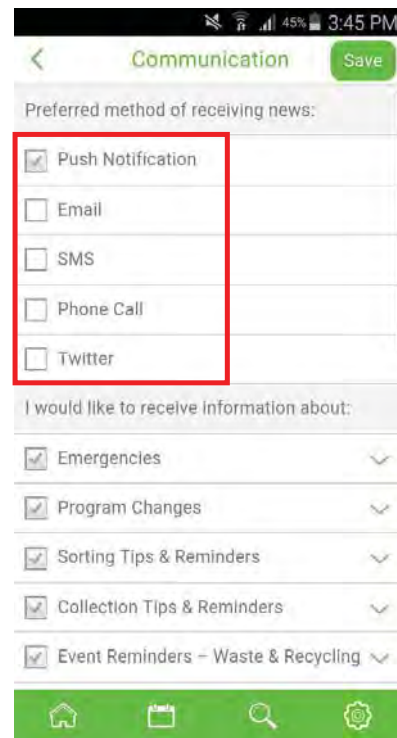 45% 3:45 PM
Communication Save
Preferred method of receiving news:
Push Notification
Email
SMS
Phone Call
Twitter
I would like to receive information about:
Emergencies
Program Changes
Sorting Tips & Reminders
Collection Tips & Reminders
Event Reminders – Waste & Recycling